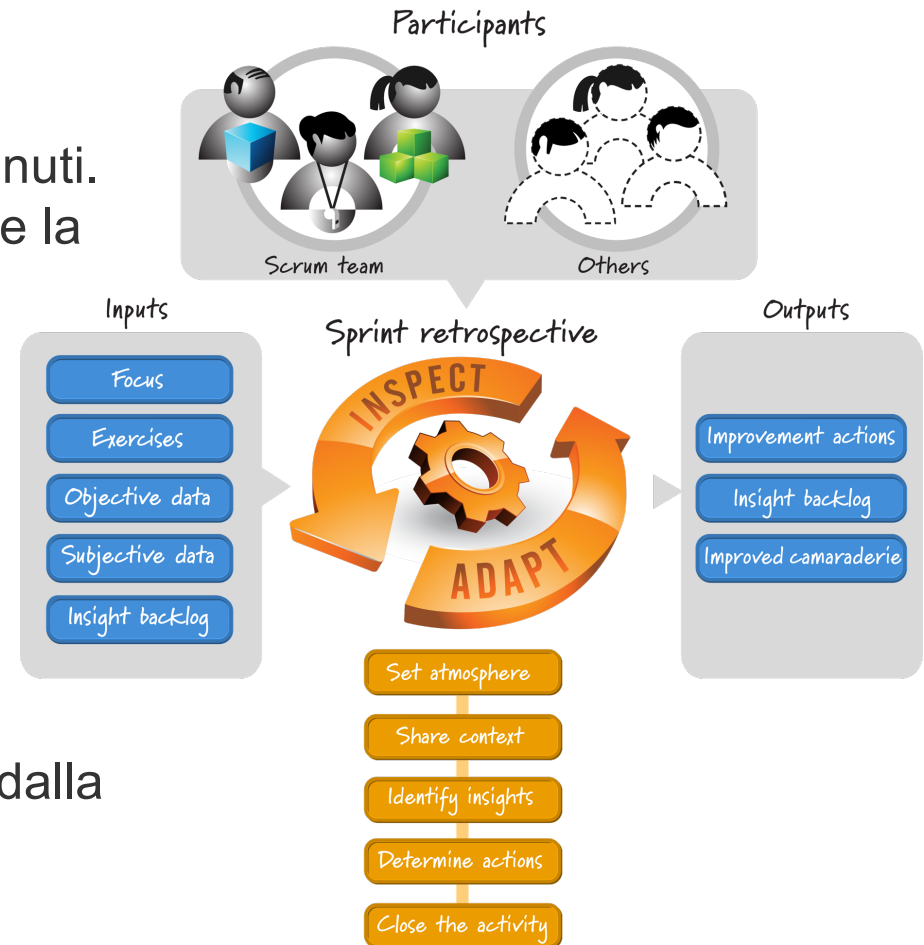 Participants
nuti.
e la
Scrum team
Others
Inputs
Sprint retrospective
Outputs
Focus
Exercises
Objective data
Subjective data
Insight backlog
INSPECT
ADAPT
Improvement actions
Insight backlog
Improved camaraderie
Set atmosphere
Share context
Identify insights
Determine actions
Close the activity
dalla